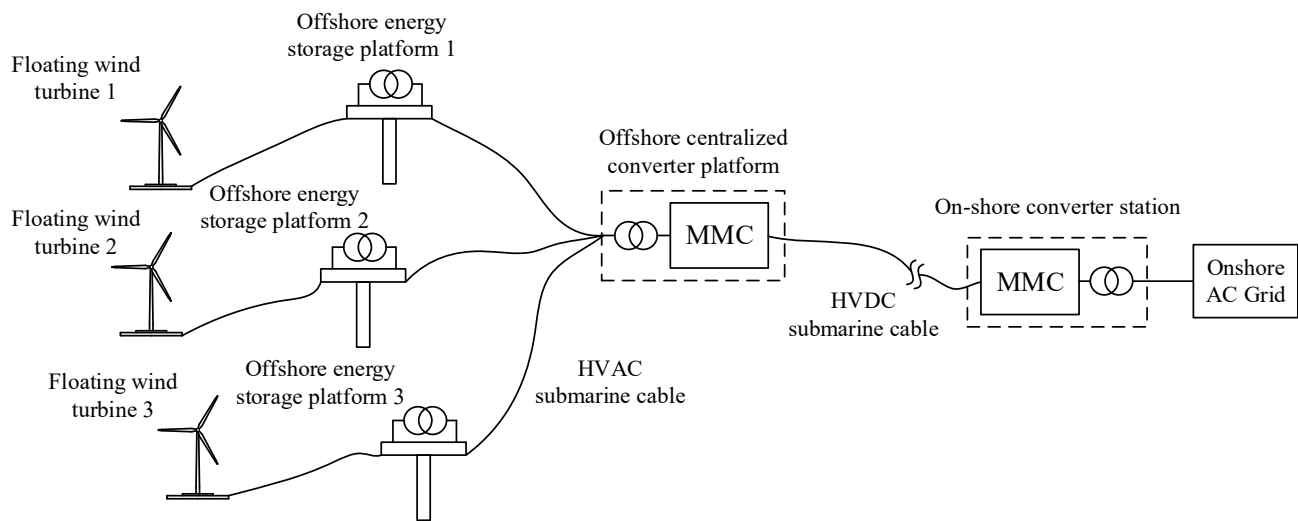 Offshore energy
storage platform 1
Floating wind
turbine 1
Offshore centralized
converter platform
Offshore energy
storage platform 2
Floating wind
turbine 2
MMC
On-shore converter station
MMC
Onshore
AC Grid
HVDC
submarine cable
Offshore energy
storage platform 3
Floating wind
turbine 3
HVAC
submarine cable